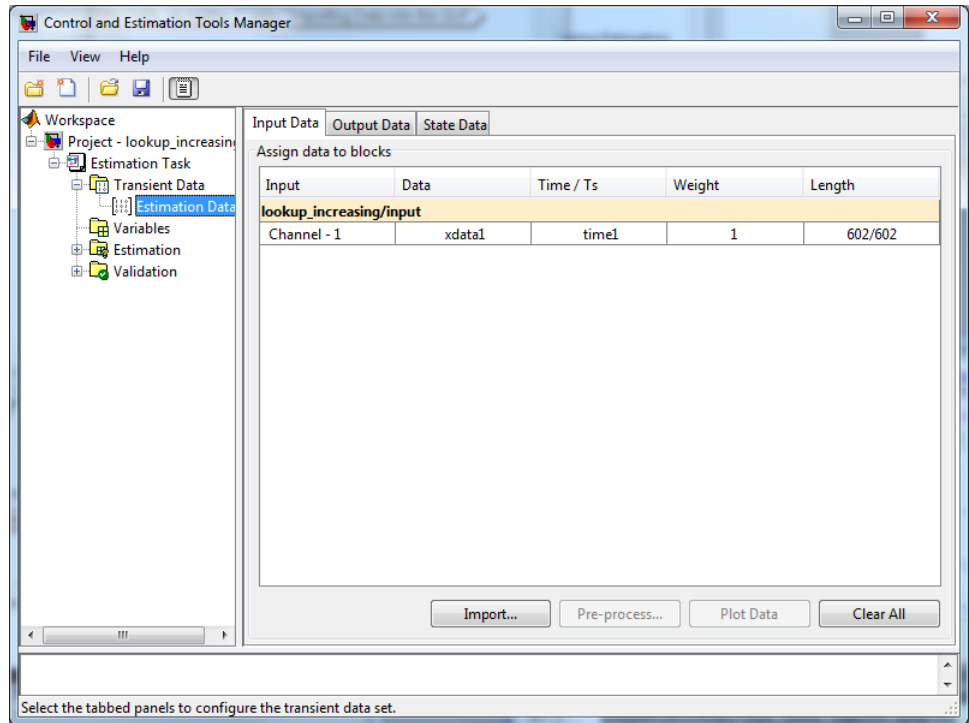 Control and Estimation Tools Manager
File View Help
Workspace
Project - lookup_increasin
Estimation Task
Transient Data
Estimation Data
Variables
Estimation
Validation
Input Data Output Data State Data
Assign data to blocks
Input Data Time / Ts Weight Length
lookup_increasing/input
Channel - 1 xdata1 time1 1 602/602
Import... Pre-process... Plot Data Clear All
Select the tabbed panels to configure the transient data set.